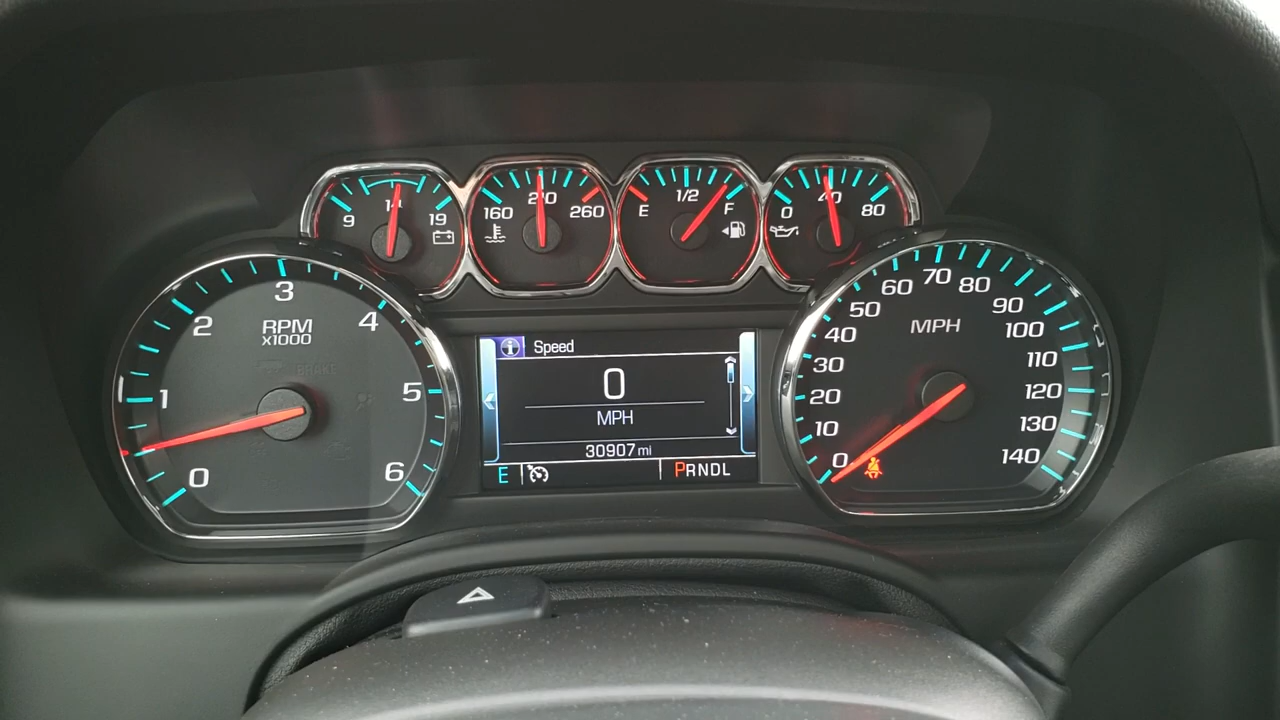 9 14 19
160 210 260
E 1/2 F
0 40 80
RPM
x1000
0 1 2 3 4 5 6
BRAKE
Speed
0
MPH
30907 mi
E PRNDL
MPH
0 10 20 30 40 50 60 70 80 90 100 110 120 130 140